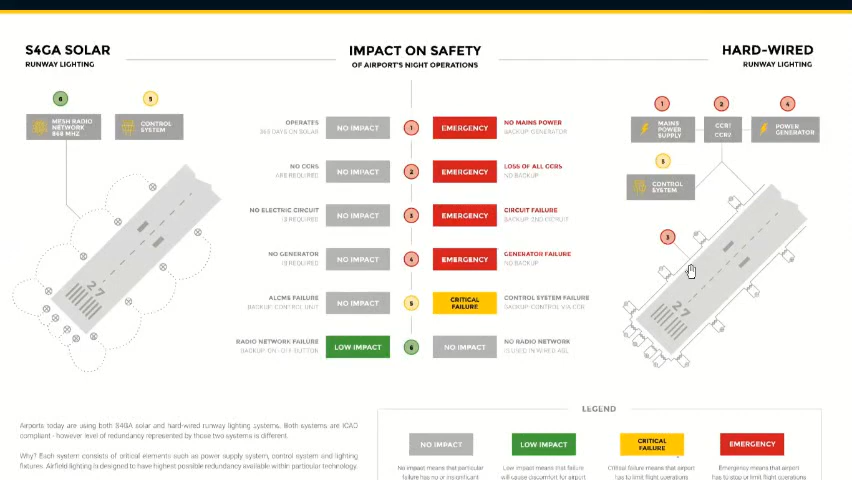 S4GA SOLAR
RUNWAY LIGHTING
IMPACT ON SAFETY
OF AIRPORT'S NIGHT OPERATIONS
HARD-WIRED
RUNWAY LIGHTING
6
5
MESH RADIO
NETWORK
868 MHZ
CONTROL
SYSTEM
OPERATES
365 DAYS ON SOLAR
NO IMPACT
1
EMERGENCY
NO MAINS POWER
BACKUP GENERATOR
NO CCRS
ARE REQUIRED
NO IMPACT
2
EMERGENCY
LOSS OF ALL CCRS
NO BACKUP
NO ELECTRIC CIRCUIT
IS REQUIRED
NO IMPACT
3
EMERGENCY
CIRCUIT FAILURE
BACKUP 2ND CIRCUIT
NO GENERATOR
IS REQUIRED
NO IMPACT
4
EMERGENCY
GENERATOR FAILURE
NO BACKUP
ALCMS FAILURE
BACKUP: CONTROL UNIT
NO IMPACT
5
CRITICAL
FAILURE
CONTROL SYSTEM FAILURE
BACKUP: CONTROL VIA CCR
RADIO NETWORK FAILURE
BACKUP: ON-OFF BUTTON
LOW IMPACT
6
NO IMPACT
NO RADIO NETWORK
IS USED IN WIRED AGL
1
2
4
MAINS
POWER
SUPPLY
CCR1
CCR2
POWER
GENERATOR
5
CONTROL
SYSTEM
3
27
27
Airports today are using both S4GA solar and hard-wired runway lighting systems. Both systems are ICAO
compliant - however level of redundancy represented by those two systems is different.
Why? Each system consists of critical elements such as power supply system, control system and lighting
fixtures. Airfield lighting is designed to have highest possible redundancy available within particular technology.
LEGEND
NO IMPACT
LOW IMPACT
CRITICAL
FAILURE
EMERGENCY
No impact means that particular
failure has no or insignificant
Low impact means that failure
will cause discomfort for airport
Critical failure means that airport
has to limit flight operations
Emergency means that airport
has to stop or limit flight operations